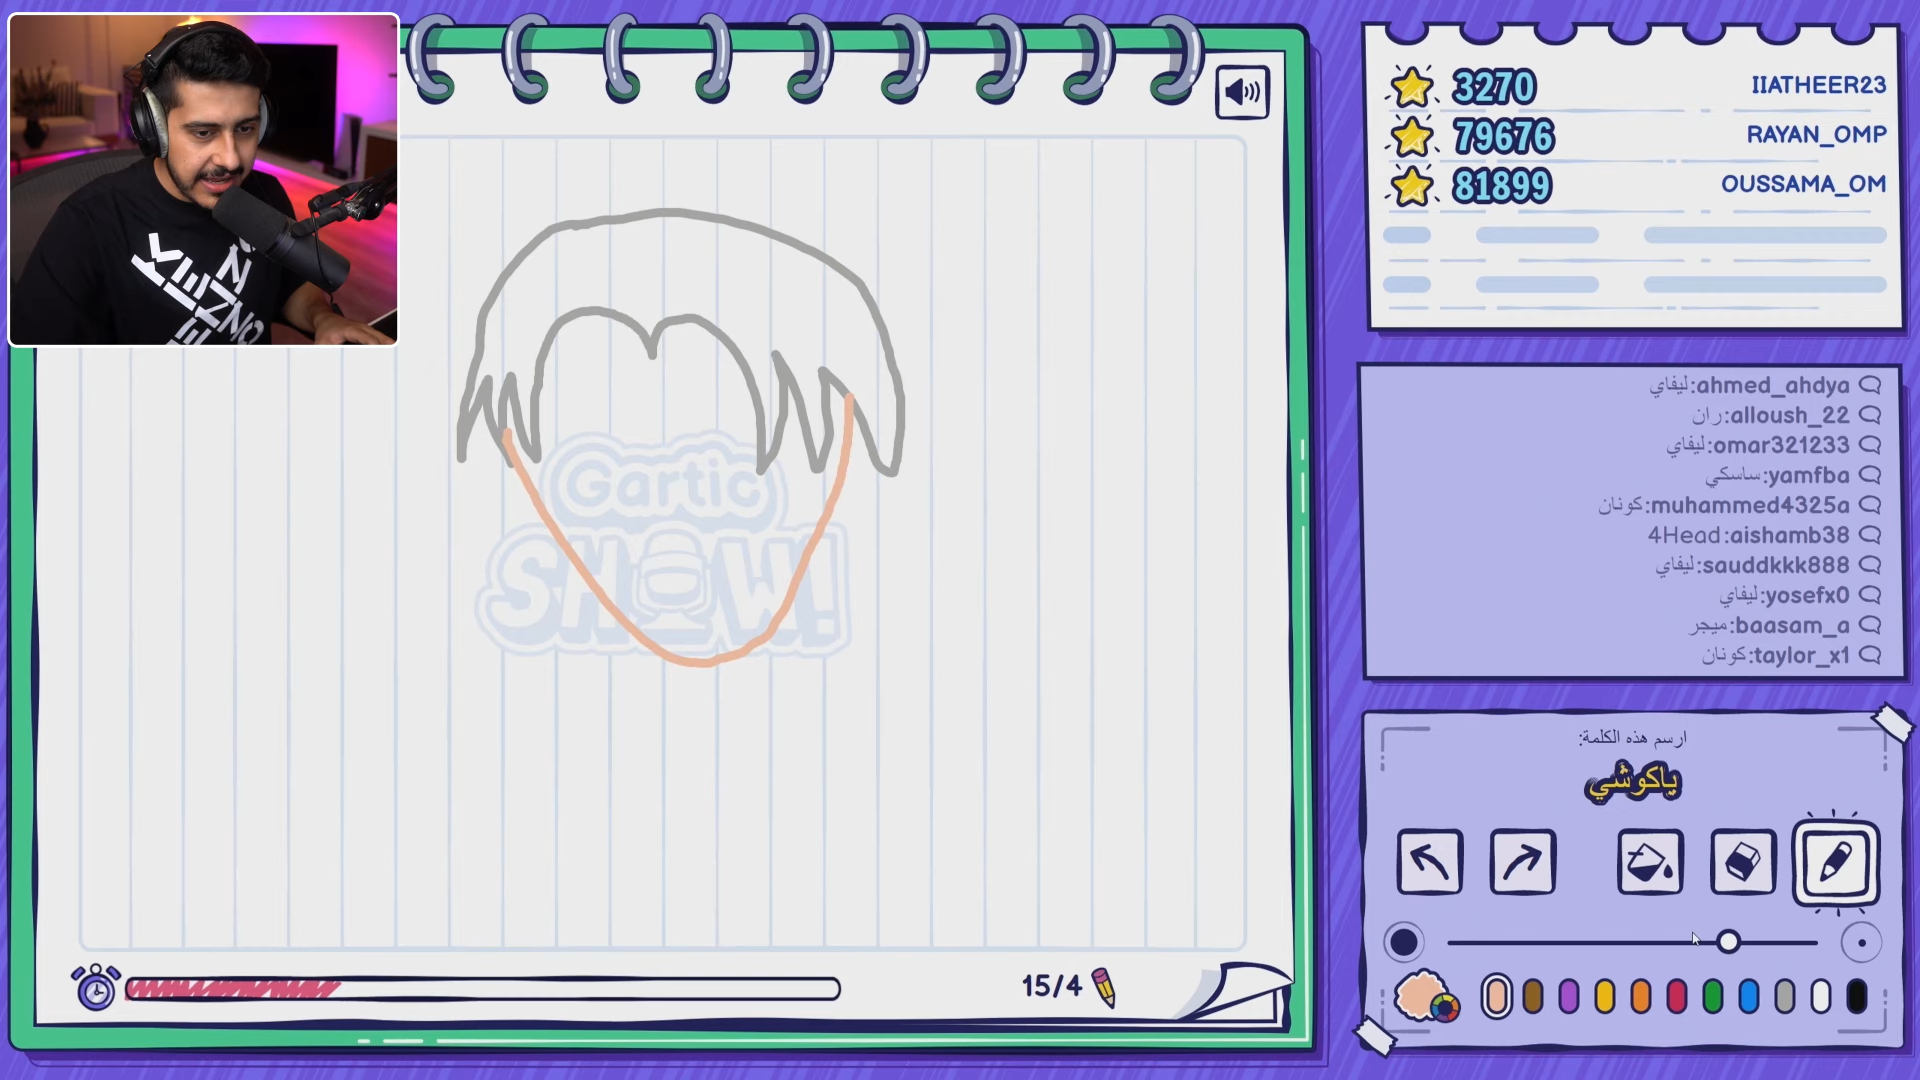 3270 IIATHEER23
79676 RAYAN_OMP
81899 OUSSAMA_OM
ahmed_ahdya:ليفاي
alloush_22:ران
omar321233:ليفاي
yamfba:ساسكي
muhammed4325a:كونان
aishamb38:4Head
sauddkkk888:ليفاي
yosefx0:ليفاي
baasam_a:ميجر
taylor_x1:كونان
Gartic
SHOW!
ارسم هذه الكلمة:
ياكوشي
15/4